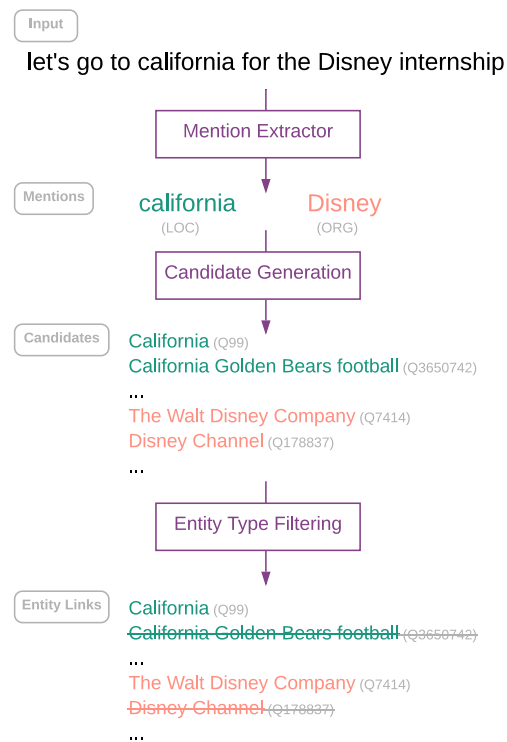 Input
let's go to california for the Disney internship
Mention Extractor
Mentions
california Disney
(LOC) (ORG)
Candidate Generation
Candidates
California (Q99)
California Golden Bears football (Q3650742)
...
The Walt Disney Company (Q7414)
Disney Channel (Q178837)
...
Entity Type Filtering
Entity Links
California (Q99)
California Golden Bears football (Q3650742)
...
The Walt Disney Company (Q7414)
Disney Channel (Q178837)
...